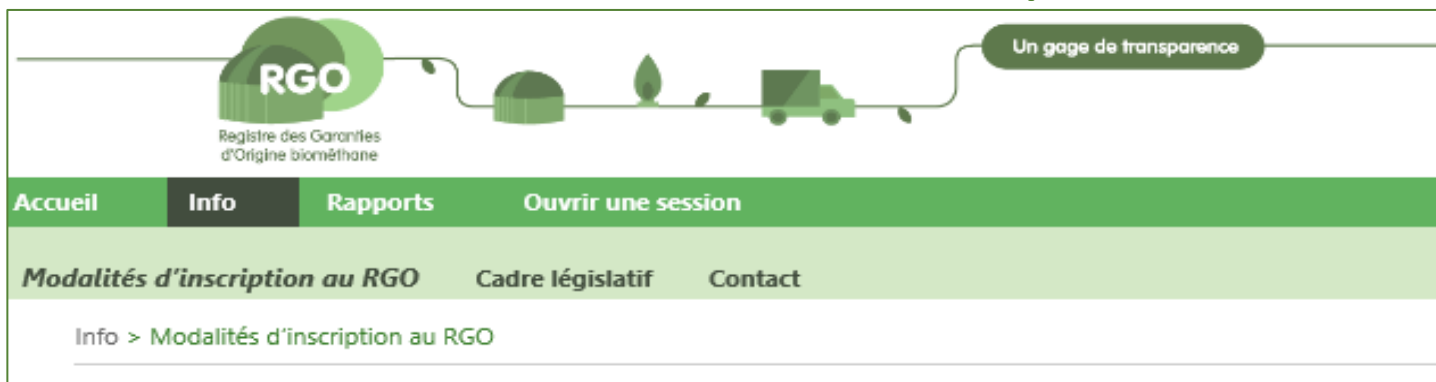 Un gage de transparence
RGO
Registre des Garanties
d'Origine biométhane
Accueil Info Rapports Ouvrir une session
Modalités d'inscription au RGO Cadre législatif Contact
Info > Modalités d'inscription au RGO